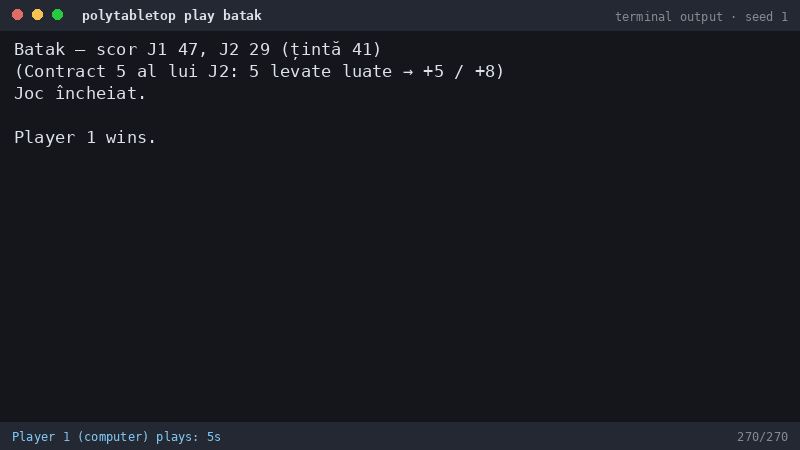 polytabletop play batak
terminal output · seed 1
Batak — scor J1 47, J2 29 (țintă 41)
(Contract 5 al lui J2: 5 levate luate → +5 / +8)
Joc încheiat.
Player 1 wins.
Player 1 (computer) plays: 5s
270/270